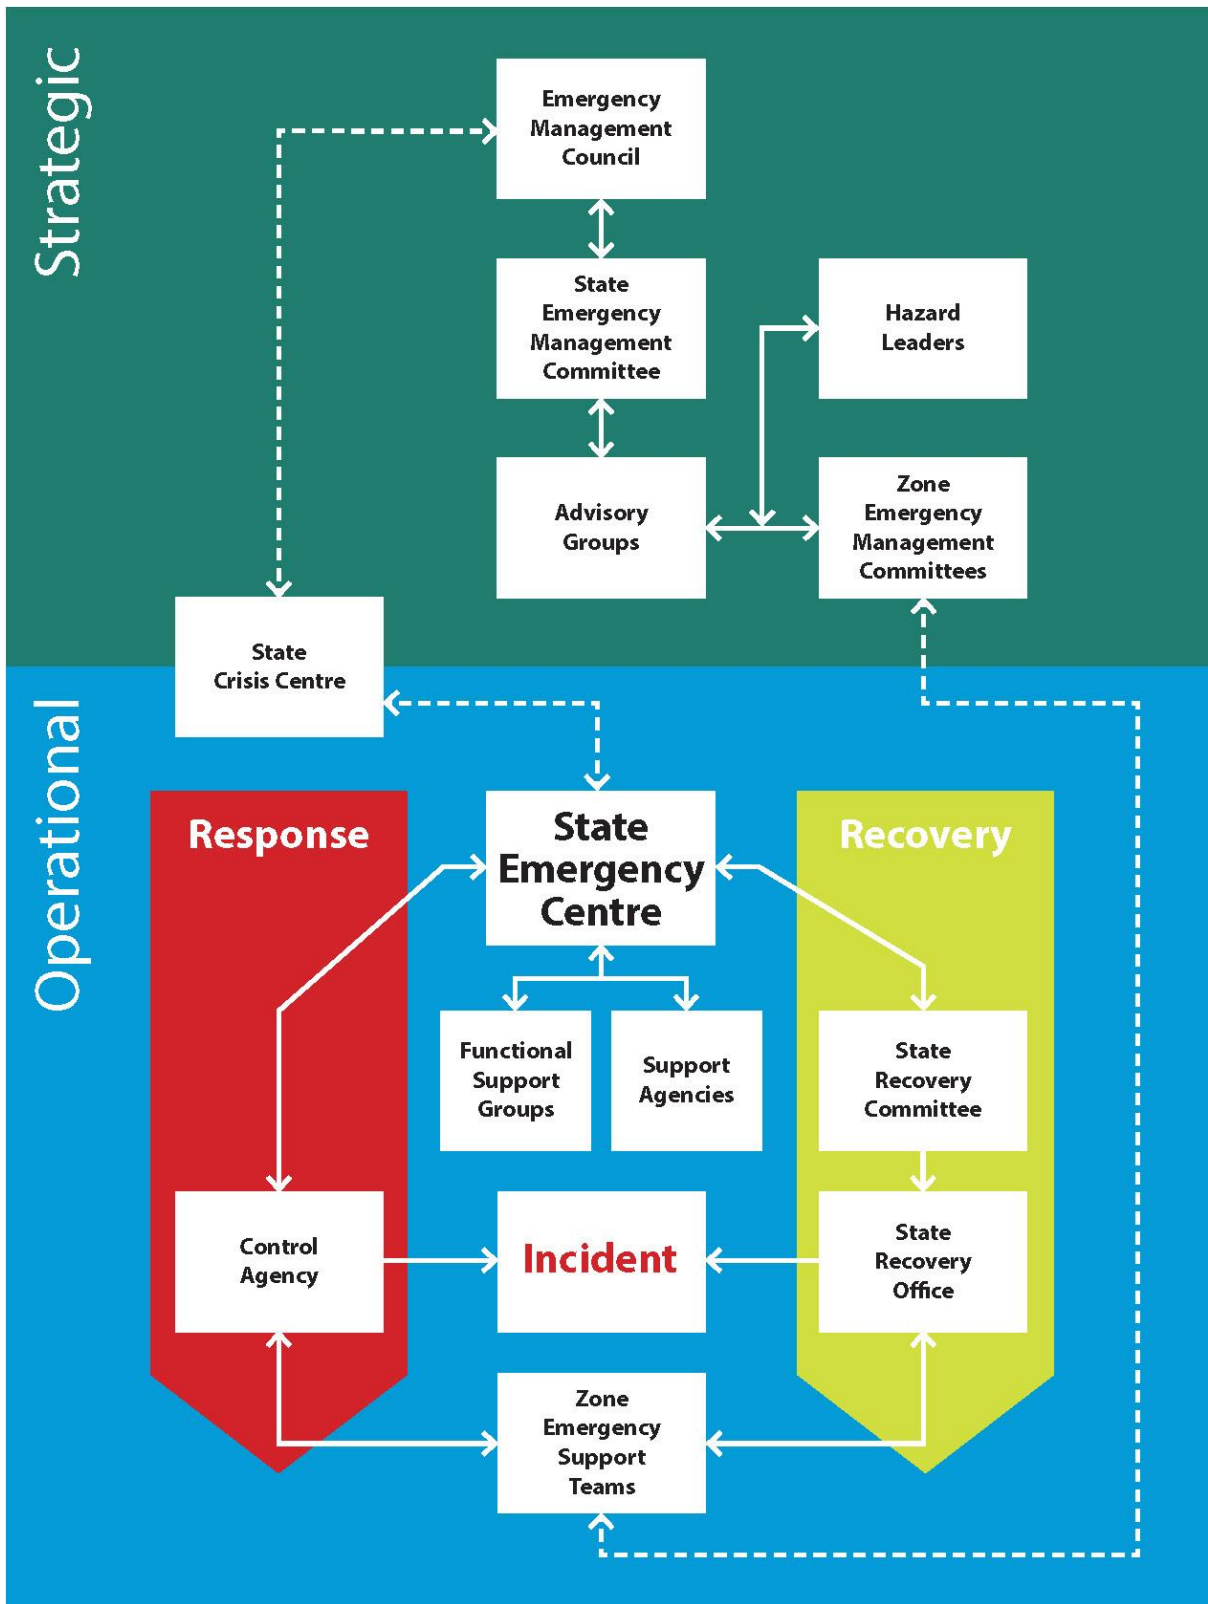 Strategic
Emergency
Management
Council
State
Emergency
Management
Committee
Hazard
Leaders
Advisory
Groups
Zone
Emergency
Management
Committees
State
Crisis Centre
Operational
Response
State
Emergency
Centre
Recovery
Functional
Support
Groups
Support
Agencies
State
Recovery
Committee
Control
Agency
Incident
State
Recovery
Office
Zone
Emergency
Support
Teams